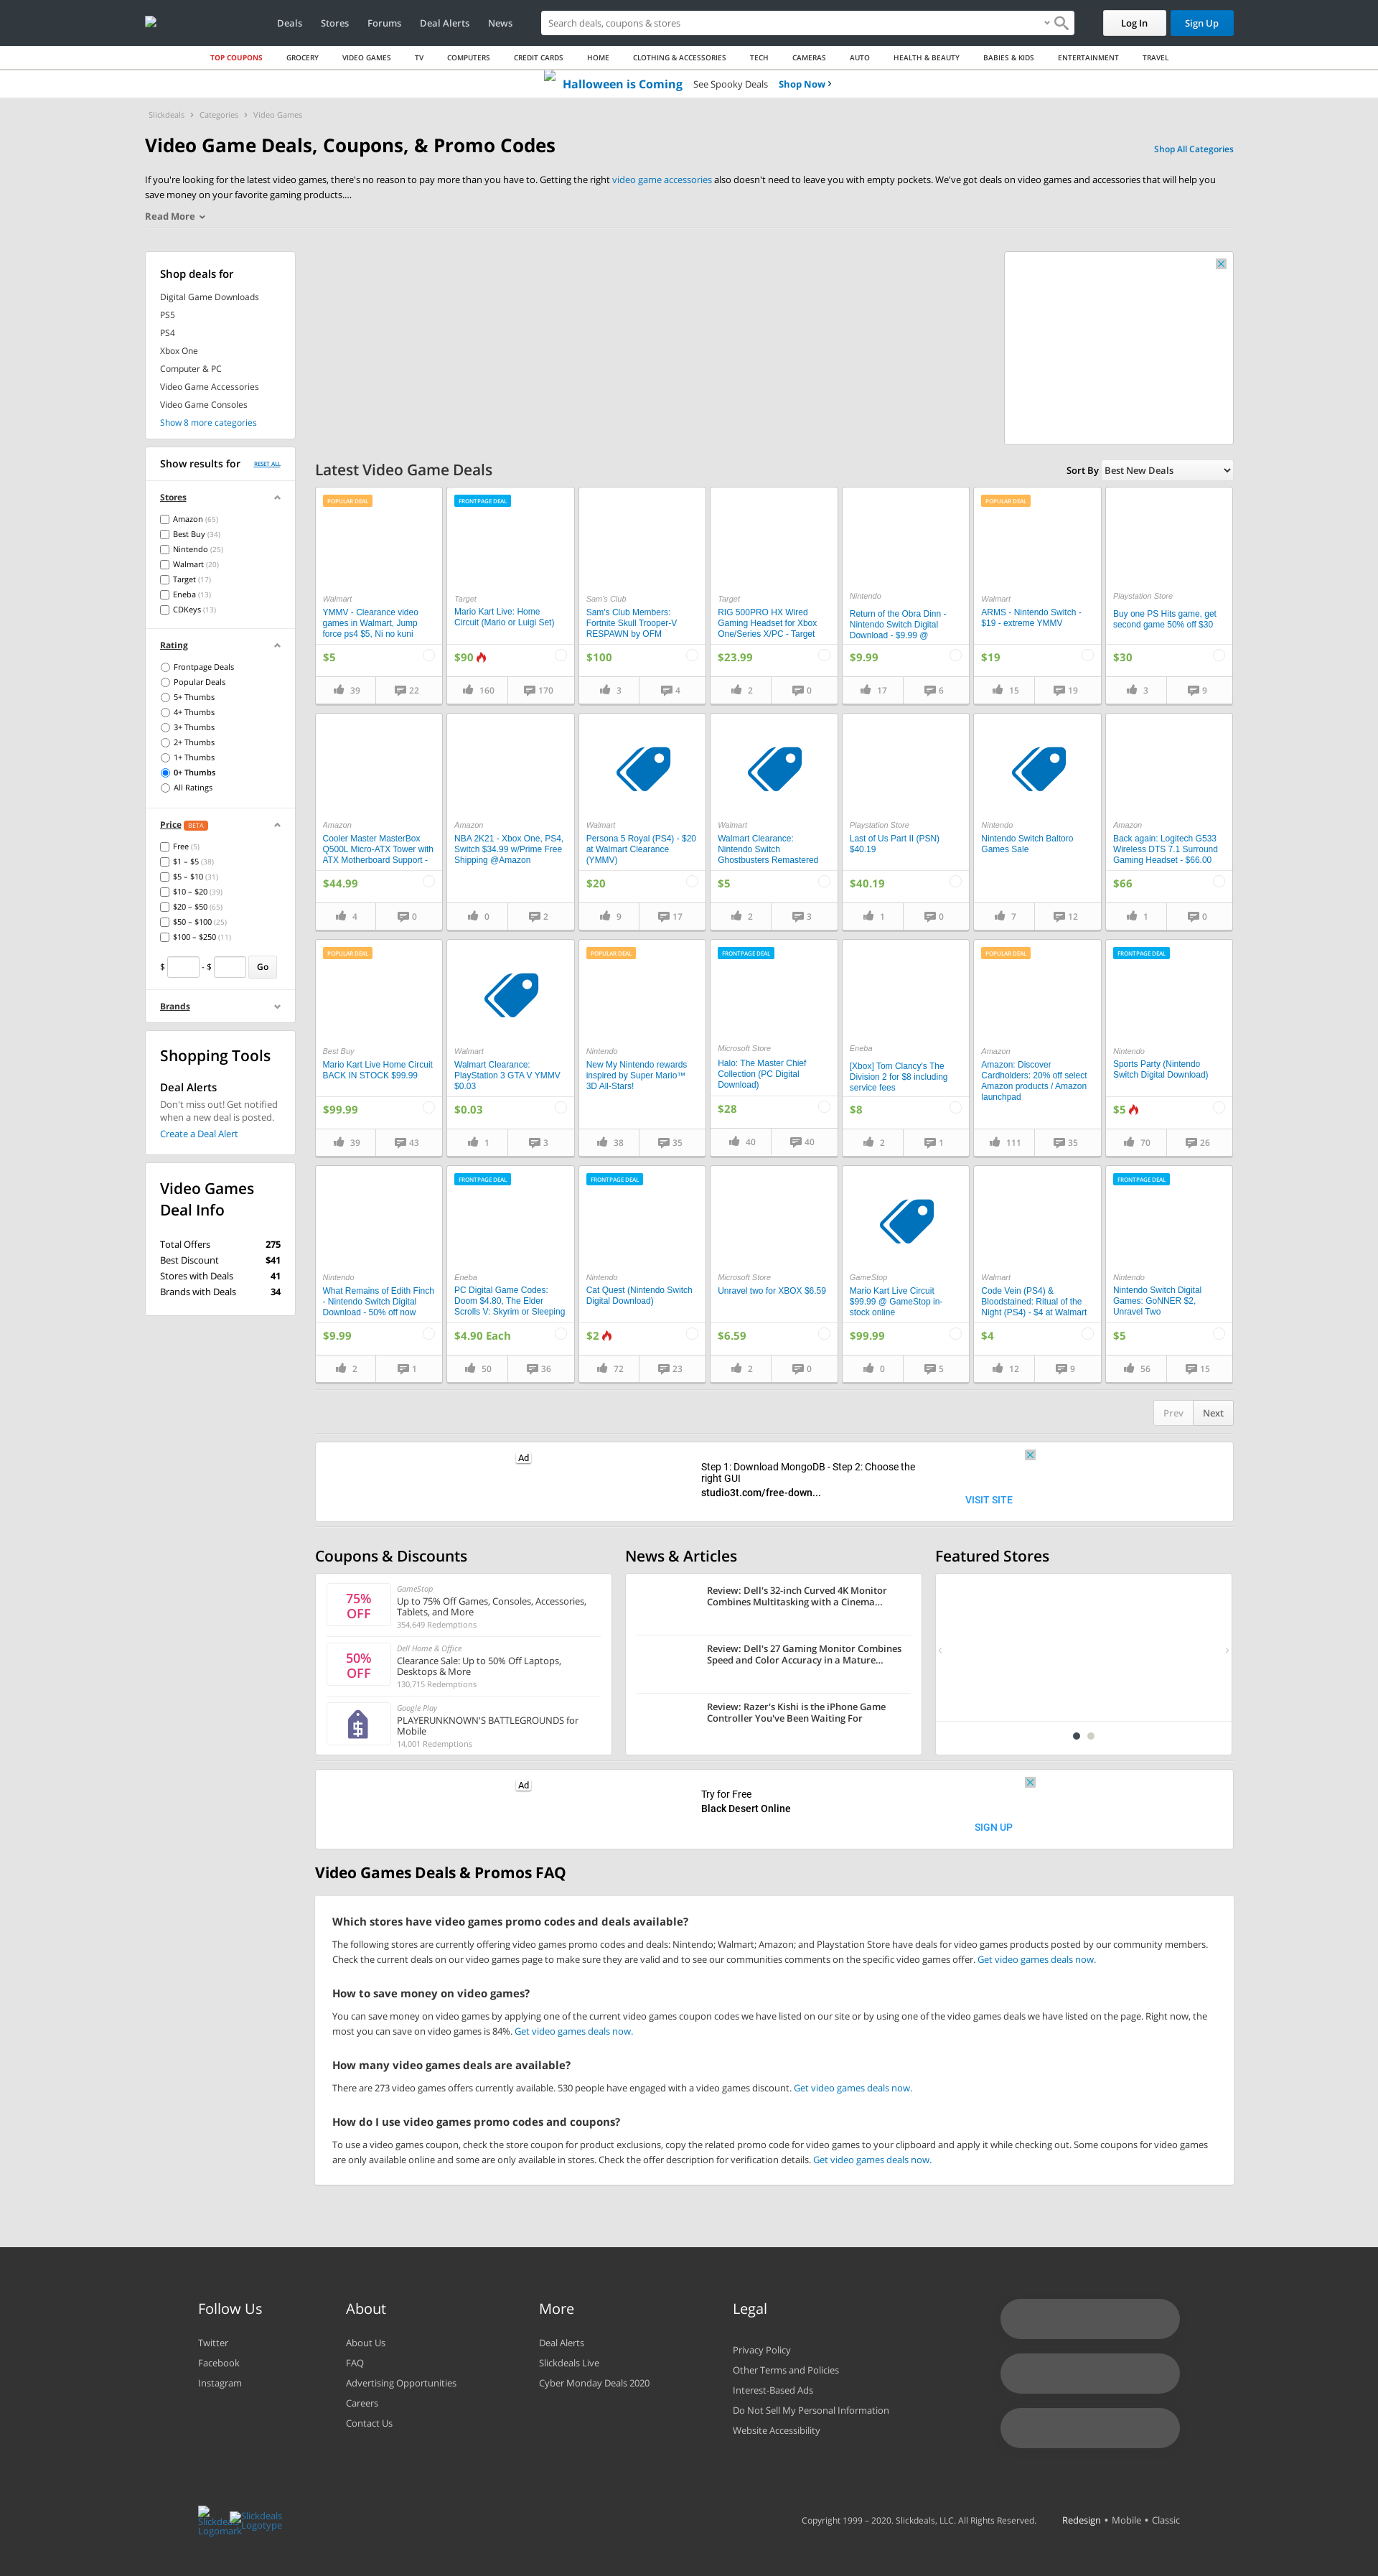 Deals Stores Forums Deal Alerts News
Search deals, coupons & stores
Log In
Sign Up
TOP COUPONS GROCERY VIDEO GAMES TV COMPUTERS CREDIT CARDS HOME CLOTHING & ACCESSORIES TECH CAMERAS AUTO HEALTH & BEAUTY BABIES & KIDS ENTERTAINMENT TRAVEL
Halloween is Coming See Spooky Deals Shop Now
Slickdeals Categories Video Games
Video Game Deals, Coupons, & Promo Codes
Shop All Categories
If you're looking for the latest video games, there's no reason to pay more than you have to. Getting the right video game accessories also doesn't need to leave you with empty pockets. We've got deals on video games and accessories that will help you
save money on your favorite gaming products....
Read More
Shop deals for
Digital Game Downloads
PS5
PS4
Xbox One
Computer & PC
Video Game Accessories
Video Game Consoles
Show 8 more categories
Show results for RESET ALL
Stores
Amazon (65)
Best Buy (34)
Nintendo (25)
Walmart (20)
Target (17)
Eneba (13)
CDKeys (13)
Rating
Frontpage Deals
Popular Deals
5+ Thumbs
4+ Thumbs
3+ Thumbs
2+ Thumbs
1+ Thumbs
0+ Thumbs
All Ratings
Price BETA
Free (5)
$1 – $5 (38)
$5 – $10 (31)
$10 – $20 (39)
$20 – $50 (65)
$50 – $100 (25)
$100 – $250 (11)
$ - $ Go
Brands
Shopping Tools
Deal Alerts
Don't miss out! Get notified
when a new deal is posted.
Create a Deal Alert
Video Games
Deal Info
Total Offers 275
Best Discount $41
Stores with Deals 41
Brands with Deals 34
Latest Video Game Deals
Sort By Best New Deals
POPULAR DEAL
Walmart
YMMV - Clearance video
games in Walmart, Jump
force ps4 $5, Ni no kuni
$5
39 22
FRONTPAGE DEAL
Target
Mario Kart Live: Home
Circuit (Mario or Luigi Set)
$90
160 170
Sam's Club
Sam's Club Members:
Fortnite Skull Trooper-V
RESPAWN by OFM
$100
3 4
Target
RIG 500PRO HX Wired
Gaming Headset for Xbox
One/Series X/PC - Target
$23.99
2 0
Nintendo
Return of the Obra Dinn -
Nintendo Switch Digital
Download - $9.99 @
$9.99
17 6
POPULAR DEAL
Walmart
ARMS - Nintendo Switch -
$19 - extreme YMMV
$19
15 19
Playstation Store
Buy one PS Hits game, get
second game 50% off $30
$30
3 9
Amazon
Cooler Master MasterBox
Q500L Micro-ATX Tower with
ATX Motherboard Support -
$44.99
4 0
Amazon
NBA 2K21 - Xbox One, PS4,
Switch $34.99 w/Prime Free
Shipping @Amazon
0 2
Walmart
Persona 5 Royal (PS4) - $20
at Walmart Clearance
(YMMV)
$20
9 17
Walmart
Walmart Clearance:
Nintendo Switch
Ghostbusters Remastered
$5
2 3
Playstation Store
Last of Us Part II (PSN)
$40.19
$40.19
1 0
Nintendo
Nintendo Switch Baltoro
Games Sale
7 12
Amazon
Back again: Logitech G533
Wireless DTS 7.1 Surround
Gaming Headset - $66.00
$66
1 0
POPULAR DEAL
Best Buy
Mario Kart Live Home Circuit
BACK IN STOCK $99.99
$99.99
39 43
Walmart
Walmart Clearance:
PlayStation 3 GTA V YMMV
$0.03
$0.03
1 3
POPULAR DEAL
Nintendo
New My Nintendo rewards
inspired by Super Mario™
3D All-Stars!
38 35
FRONTPAGE DEAL
Microsoft Store
Halo: The Master Chief
Collection (PC Digital
Download)
$28
40 40
Eneba
[Xbox] Tom Clancy's The
Division 2 for $8 including
service fees
$8
2 1
POPULAR DEAL
Amazon
Amazon: Discover
Cardholders: 20% off select
Amazon products / Amazon
launchpad
111 35
FRONTPAGE DEAL
Nintendo
Sports Party (Nintendo
Switch Digital Download)
$5
70 26
Nintendo
What Remains of Edith Finch
- Nintendo Switch Digital
Download - 50% off now
$9.99
2 1
FRONTPAGE DEAL
Eneba
PC Digital Game Codes:
Doom $4.80, The Elder
Scrolls V: Skyrim or Sleeping
$4.90 Each
50 36
FRONTPAGE DEAL
Nintendo
Cat Quest (Nintendo Switch
Digital Download)
$2
72 23
Microsoft Store
Unravel two for XBOX $6.59
$6.59
2 0
GameStop
Mario Kart Live Circuit
$99.99 @ GameStop in-
stock online
$99.99
0 5
Walmart
Code Vein (PS4) &
Bloodstained: Ritual of the
Night (PS4) - $4 at Walmart
$4
12 9
FRONTPAGE DEAL
Nintendo
Nintendo Switch Digital
Games: GoNNER $2,
Unravel Two
$5
56 15
Prev Next
Ad
Step 1: Download MongoDB - Step 2: Choose the
right GUI
studio3t.com/free-down...
VISIT SITE
Coupons & Discounts
75%
OFF
GameStop
Up to 75% Off Games, Consoles, Accessories,
Tablets, and More
354,649 Redemptions
50%
OFF
Dell Home & Office
Clearance Sale: Up to 50% Off Laptops,
Desktops & More
130,715 Redemptions
Google Play
PLAYERUNKNOWN'S BATTLEGROUNDS for
Mobile
14,001 Redemptions
News & Articles
Review: Dell's 32-inch Curved 4K Monitor
Combines Multitasking with a Cinema...
Review: Dell's 27 Gaming Monitor Combines
Speed and Color Accuracy in a Mature...
Review: Razer's Kishi is the iPhone Game
Controller You've Been Waiting For
Featured Stores
Ad
Try for Free
Black Desert Online
SIGN UP
Video Games Deals & Promos FAQ
Which stores have video games promo codes and deals available?
The following stores are currently offering video games promo codes and deals: Nintendo; Walmart; Amazon; and Playstation Store have deals for video games products posted by our community members.
Check the current deals on our video games page to make sure they are valid and to see our communities comments on the specific video games offer. Get video games deals now.
How to save money on video games?
You can save money on video games by applying one of the current video games coupon codes we have listed on our site or by using one of the video games deals we have listed on the page. Right now, the
most you can save on video games is 84%. Get video games deals now.
How many video games deals are available?
There are 273 video games offers currently available. 530 people have engaged with a video games discount. Get video games deals now.
How do I use video games promo codes and coupons?
To use a video games coupon, check the store coupon for product exclusions, copy the related promo code for video games to your clipboard and apply it while checking out. Some coupons for video games
are only available online and some are only available in stores. Check the offer description for verification details. Get video games deals now.
Follow Us
Twitter
Facebook
Instagram
About
About Us
FAQ
Advertising Opportunities
Careers
Contact Us
More
Deal Alerts
Slickdeals Live
Cyber Monday Deals 2020
Legal
Privacy Policy
Other Terms and Policies
Interest-Based Ads
Do Not Sell My Personal Information
Website Accessibility
Slickdeals
Logomark
Slickdeals
Logotype
Copyright 1999 – 2020. Slickdeals, LLC. All Rights Reserved.
Redesign • Mobile • Classic